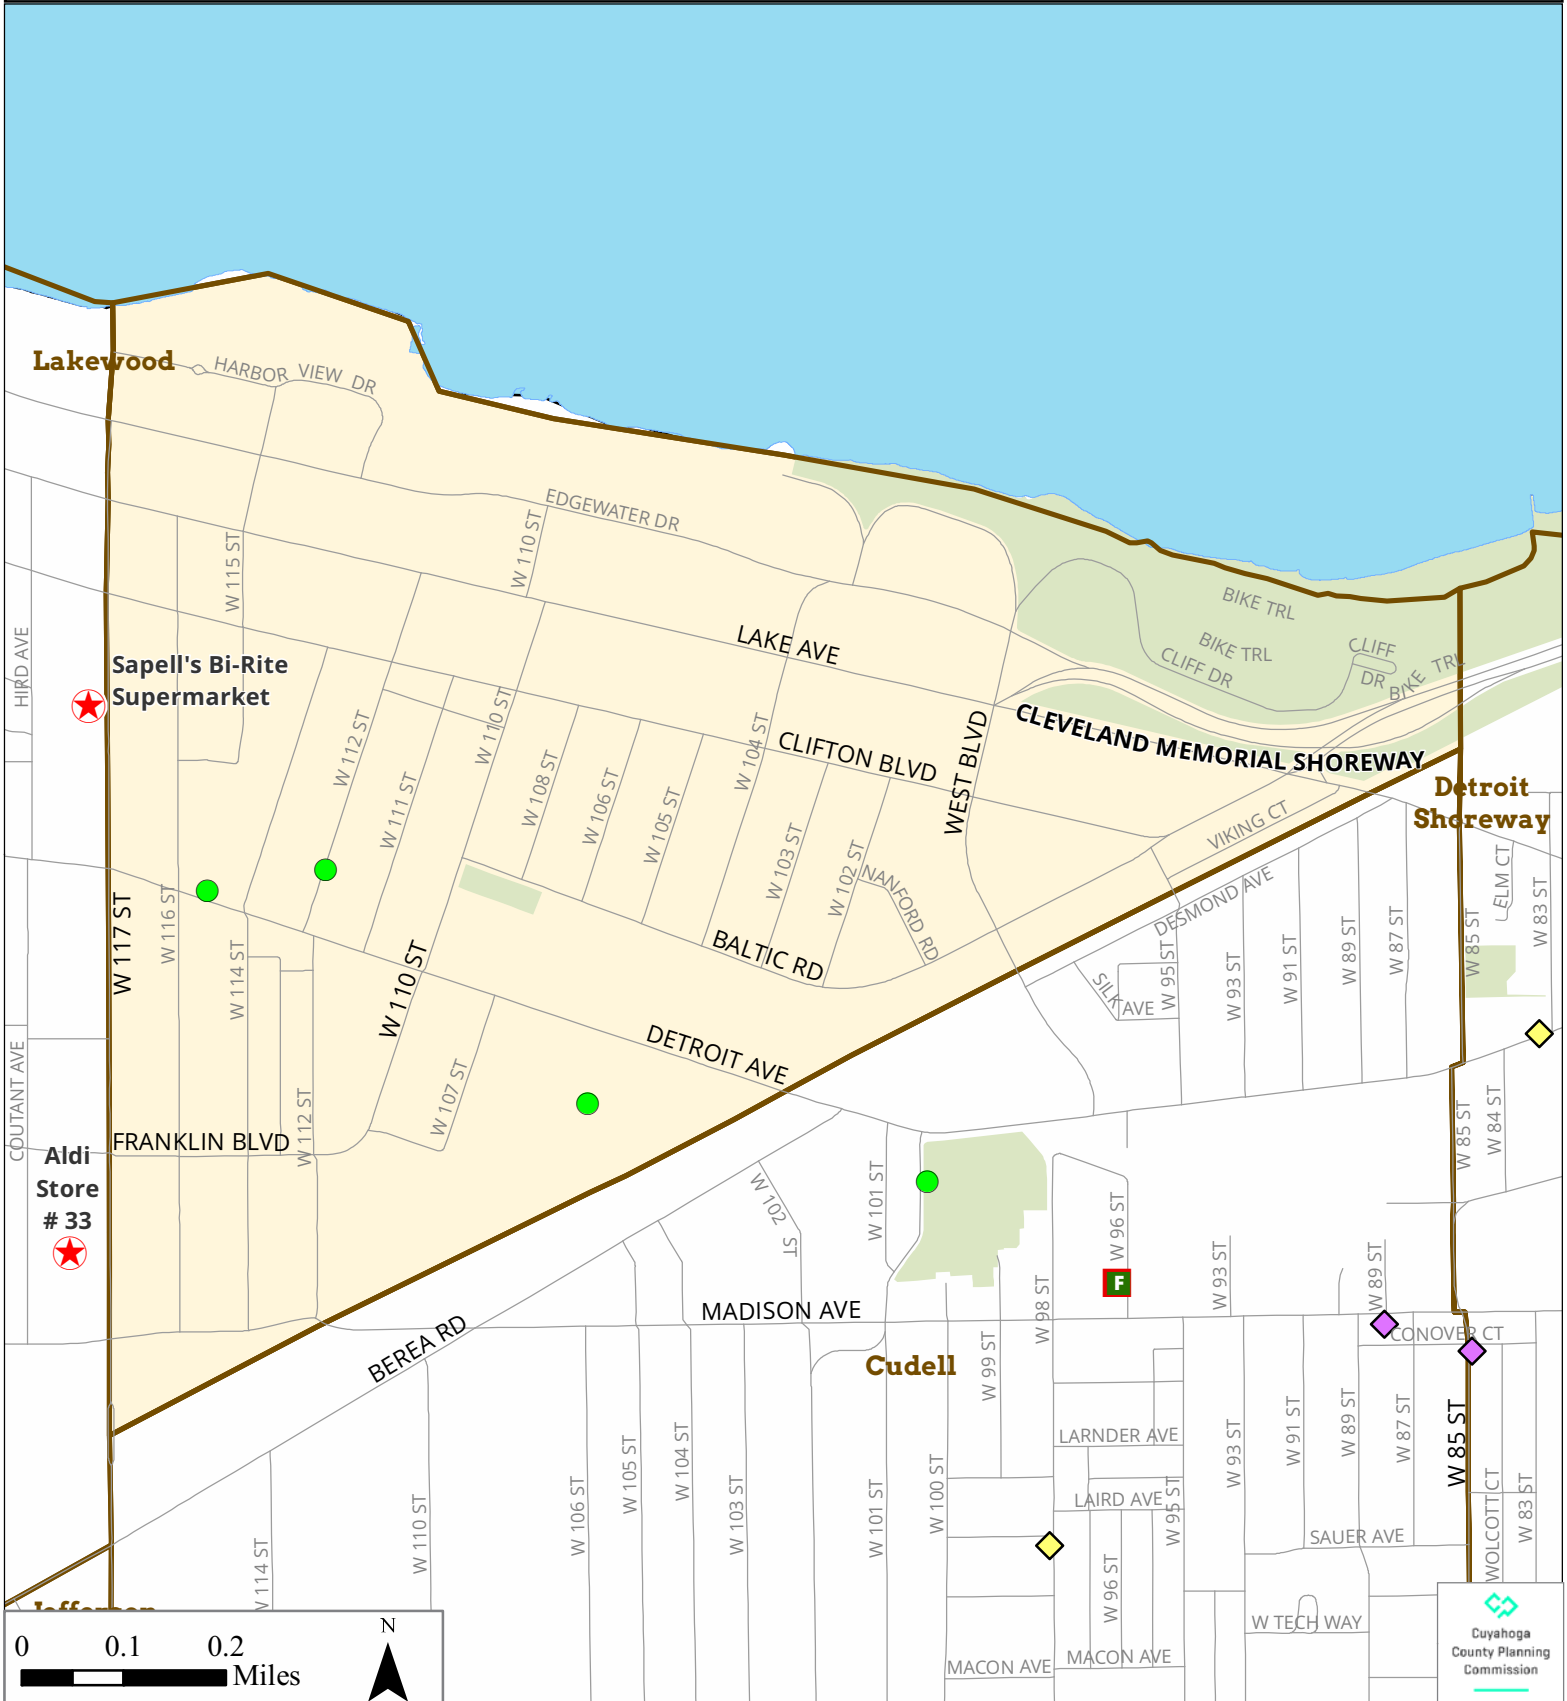 Lakewood
HARBOR VIEW DR
EDGEWATER DR
W 110 ST
W 115 ST
BIKE TRL
BIKE TRL
CLIFF DR
CLIFF
DR
BIKE TRL
LAKE AVE
HIRD AVE
Sapell's Bi-Rite
Supermarket
W 112 ST
W 110 ST
W 111 ST
W 108 ST
W 106 ST
W 105 ST
W 104 ST
CLIFTON BLVD
WEST BLVD
CLEVELAND MEMORIAL SHOREWAY
Detroit
Shoreway
W 103 ST
W 102 ST
NANFORD RD
VIKING CT
DESMOND AVE
ELM CT
W 83 ST
W 117 ST
W 116 ST
W 114 ST
W 110 ST
BALTIC RD
SILK AVE
W 95 ST
W 93 ST
W 91 ST
W 89 ST
W 87 ST
W 85 ST
DETROIT AVE
W 107 ST
COUTANT AVE
FRANKLIN BLVD
W 112 ST
Aldi
Store
# 33
W 102 ST
W 101 ST
W 96 ST
F
W 93 ST
W 89 ST
W 85 ST
W 84 ST
MADISON AVE
BEREA RD
Cudell
W 98 ST
W 99 ST
CONOVER CT
LARNDER AVE
W 93 ST
W 91 ST
W 89 ST
W 87 ST
W 85 ST
W 106 ST
W 105 ST
W 104 ST
W 103 ST
W 101 ST
W 100 ST
LAIRD AVE
W 95 ST
SAUER AVE
WOLCOTT CT
W 83 ST
W 114 ST
W 110 ST
W 96 ST
W TECH WAY
MACON AVE
MACON AVE
Jefferson
0 0.1 0.2
Miles
N
Cuyahoga
County Planning
Commission